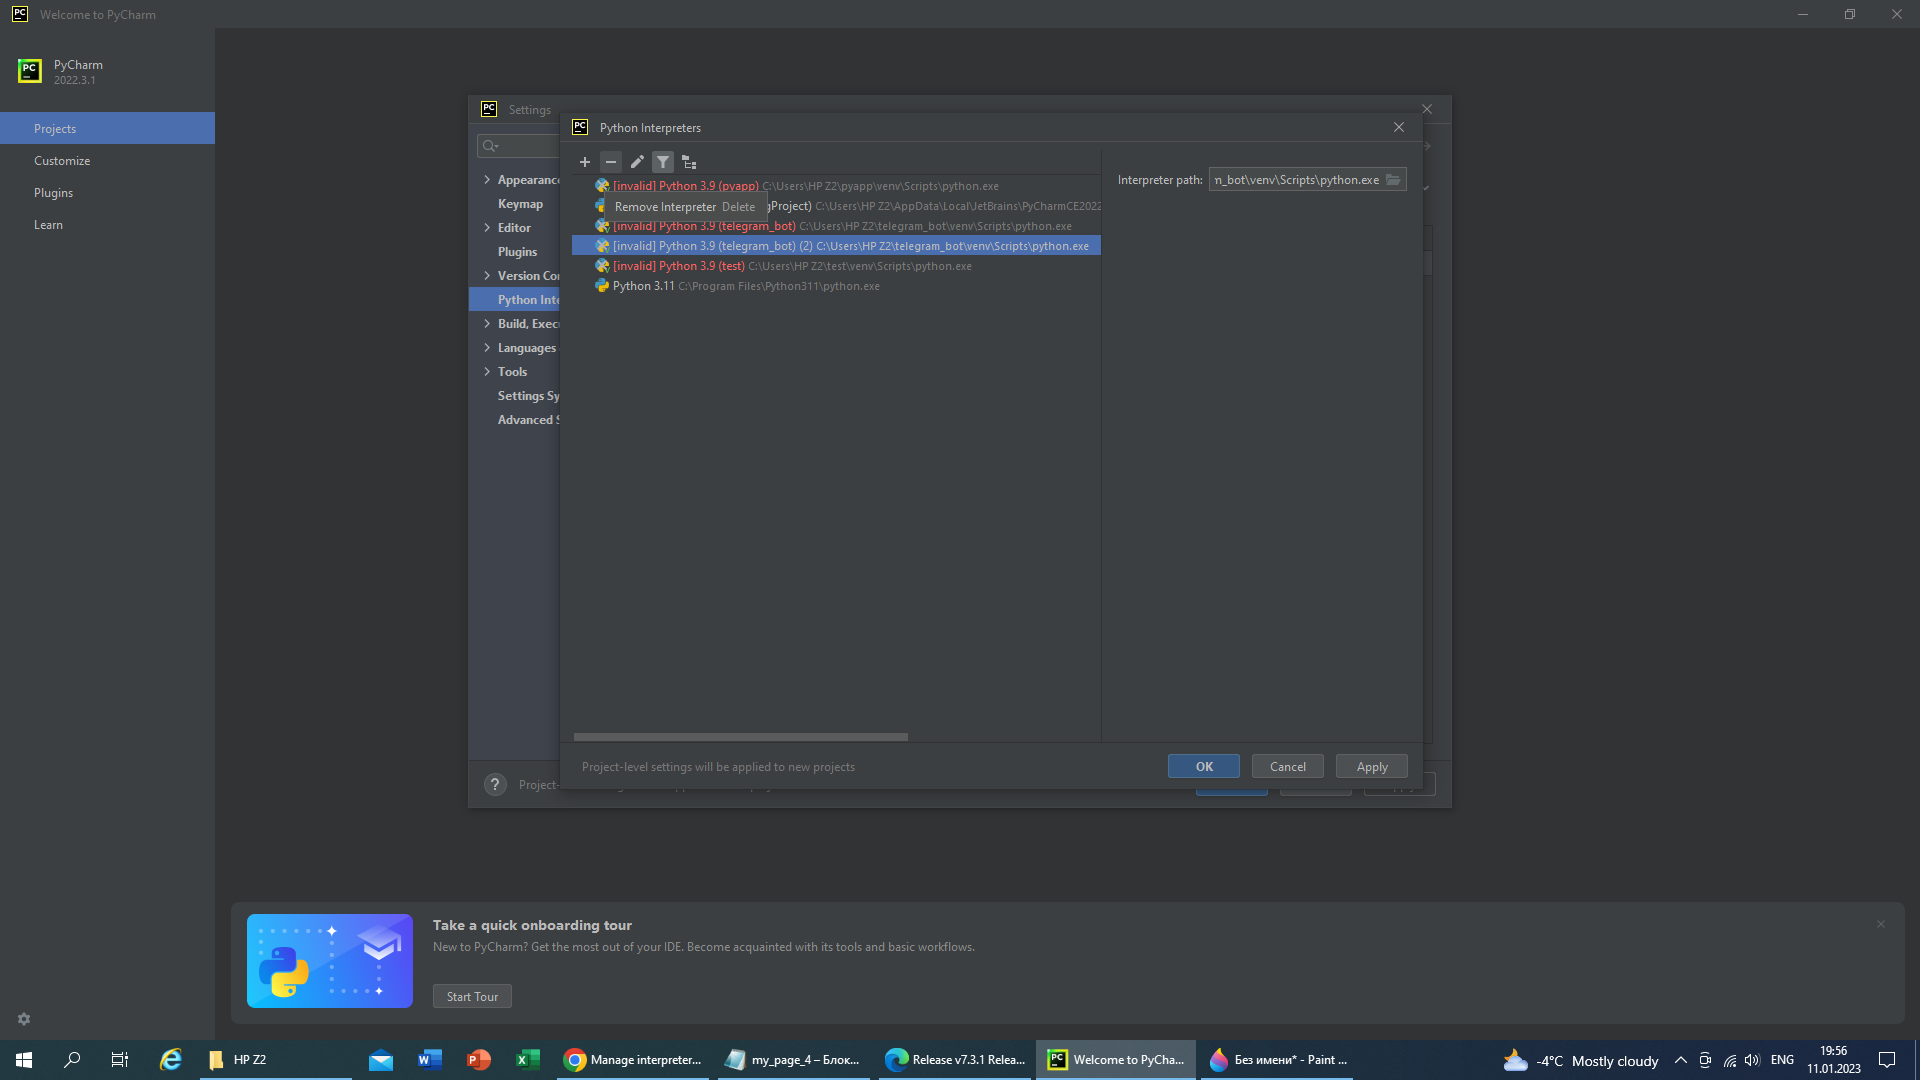 Welcome to PyCharm
PyCharm
2022.3.1
Projects
Customize
Plugins
Learn
Settings
Appearance
Keymap
Editor
Plugins
Version Co
Python Inte
Build, Exec
Languages
Tools
Settings Sy
Advanced S
?
Project-
Python Interpreters
[invalid] Python 3.9 (pyapp) C:\Users\HP Z2\pyapp\venv\Scripts\python.exe
gProject) C:\Users\HP Z2\AppData\Local\JetBrains\PyCharmCE2022
Remove Interpreter Delete
[invalid] Python 3.9 (telegram_bot) C:\Users\HP Z2\telegram_bot\venv\Scripts\python.exe
[invalid] Python 3.9 (telegram_bot) (2) C:\Users\HP Z2\telegram_bot\venv\Scripts\python.exe
[invalid] Python 3.9 (test) C:\Users\HP Z2\test\venv\Scripts\python.exe
Python 3.11 C:\Program Files\Python311\python.exe
Interpreter path: n_bot\venv\Scripts\python.exe
Project-level settings will be applied to new projects
OK Cancel Apply
Take a quick onboarding tour
New to PyCharm? Get the most out of your IDE. Become acquainted with its tools and basic workflows.
Start Tour
HP Z2
Manage interpreter...
my_page_4 – Блок...
Release v7.3.1 Relea...
Welcome to PyCha...
Без имени* - Paint ...
-4°C Mostly cloudy
ENG
19:56
11.01.2023